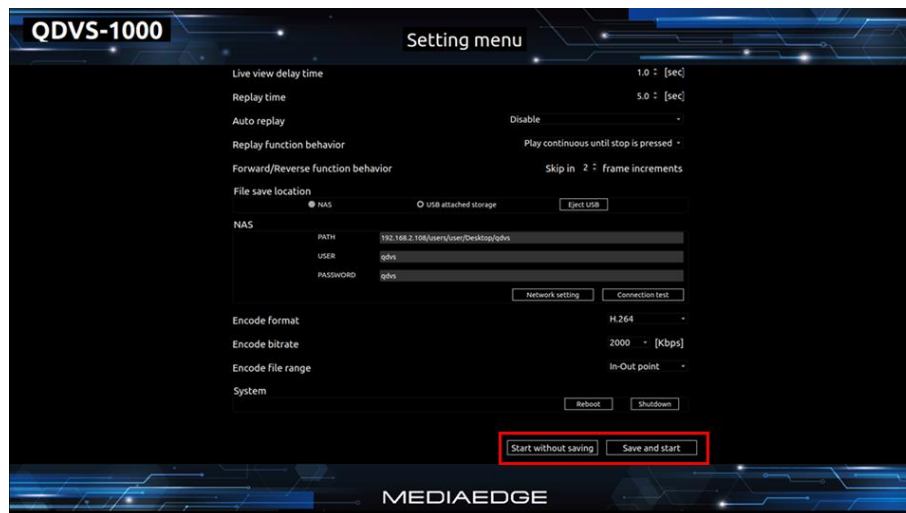 QDVS-1000
Setting menu
Live view delay time 1.0 [sec]
Replay time 5.0 [sec]
Auto replay Disable
Replay function behavior Play continuous until stop is pressed
Forward/Reverse function behavior Skip in 2 frame increments
File save location
NAS USB attached storage Eject USB
NAS
PATH 192.168.2.108/users/user/Desktop/qdvs
USER qdvs
PASSWORD qdvs
Network setting Connection test
Encode format H.264
Encode bitrate 2000 [Kbps]
Encode file range In-Out point
System
Reboot Shutdown
Start without saving Save and start
MEDIAEDGE